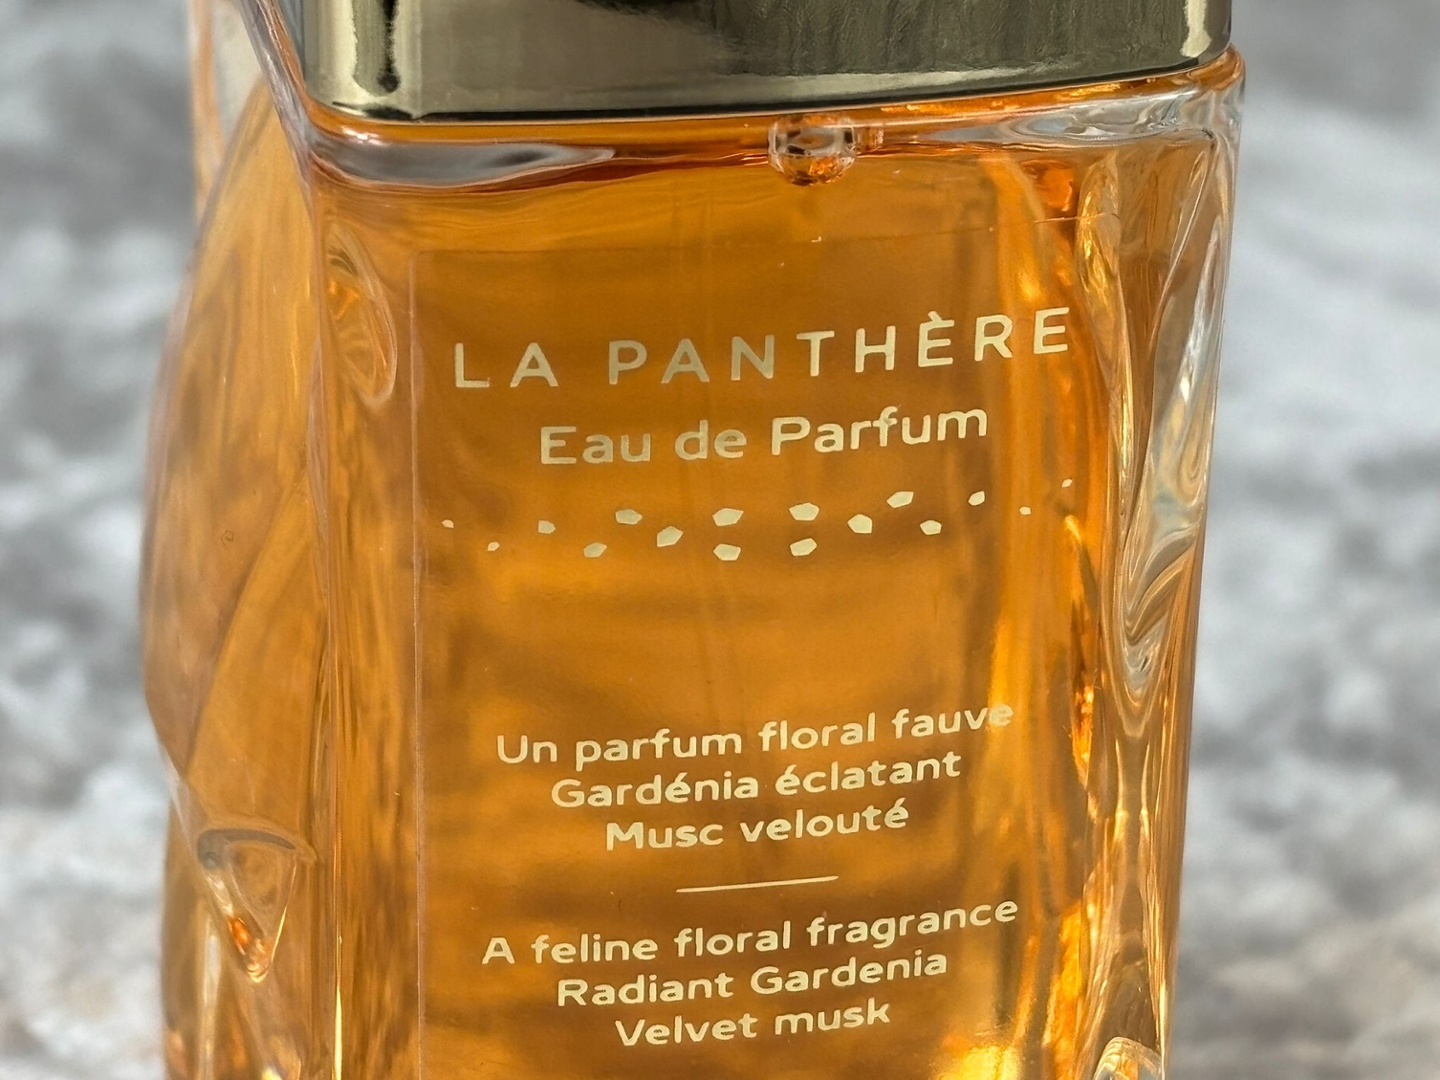 LA PANTHÈRE
Eau de Parfum
Un parfum floral fauve
Gardénia éclatant
Musc velouté
A feline floral fragrance
Radiant Gardenia
Velvet musk